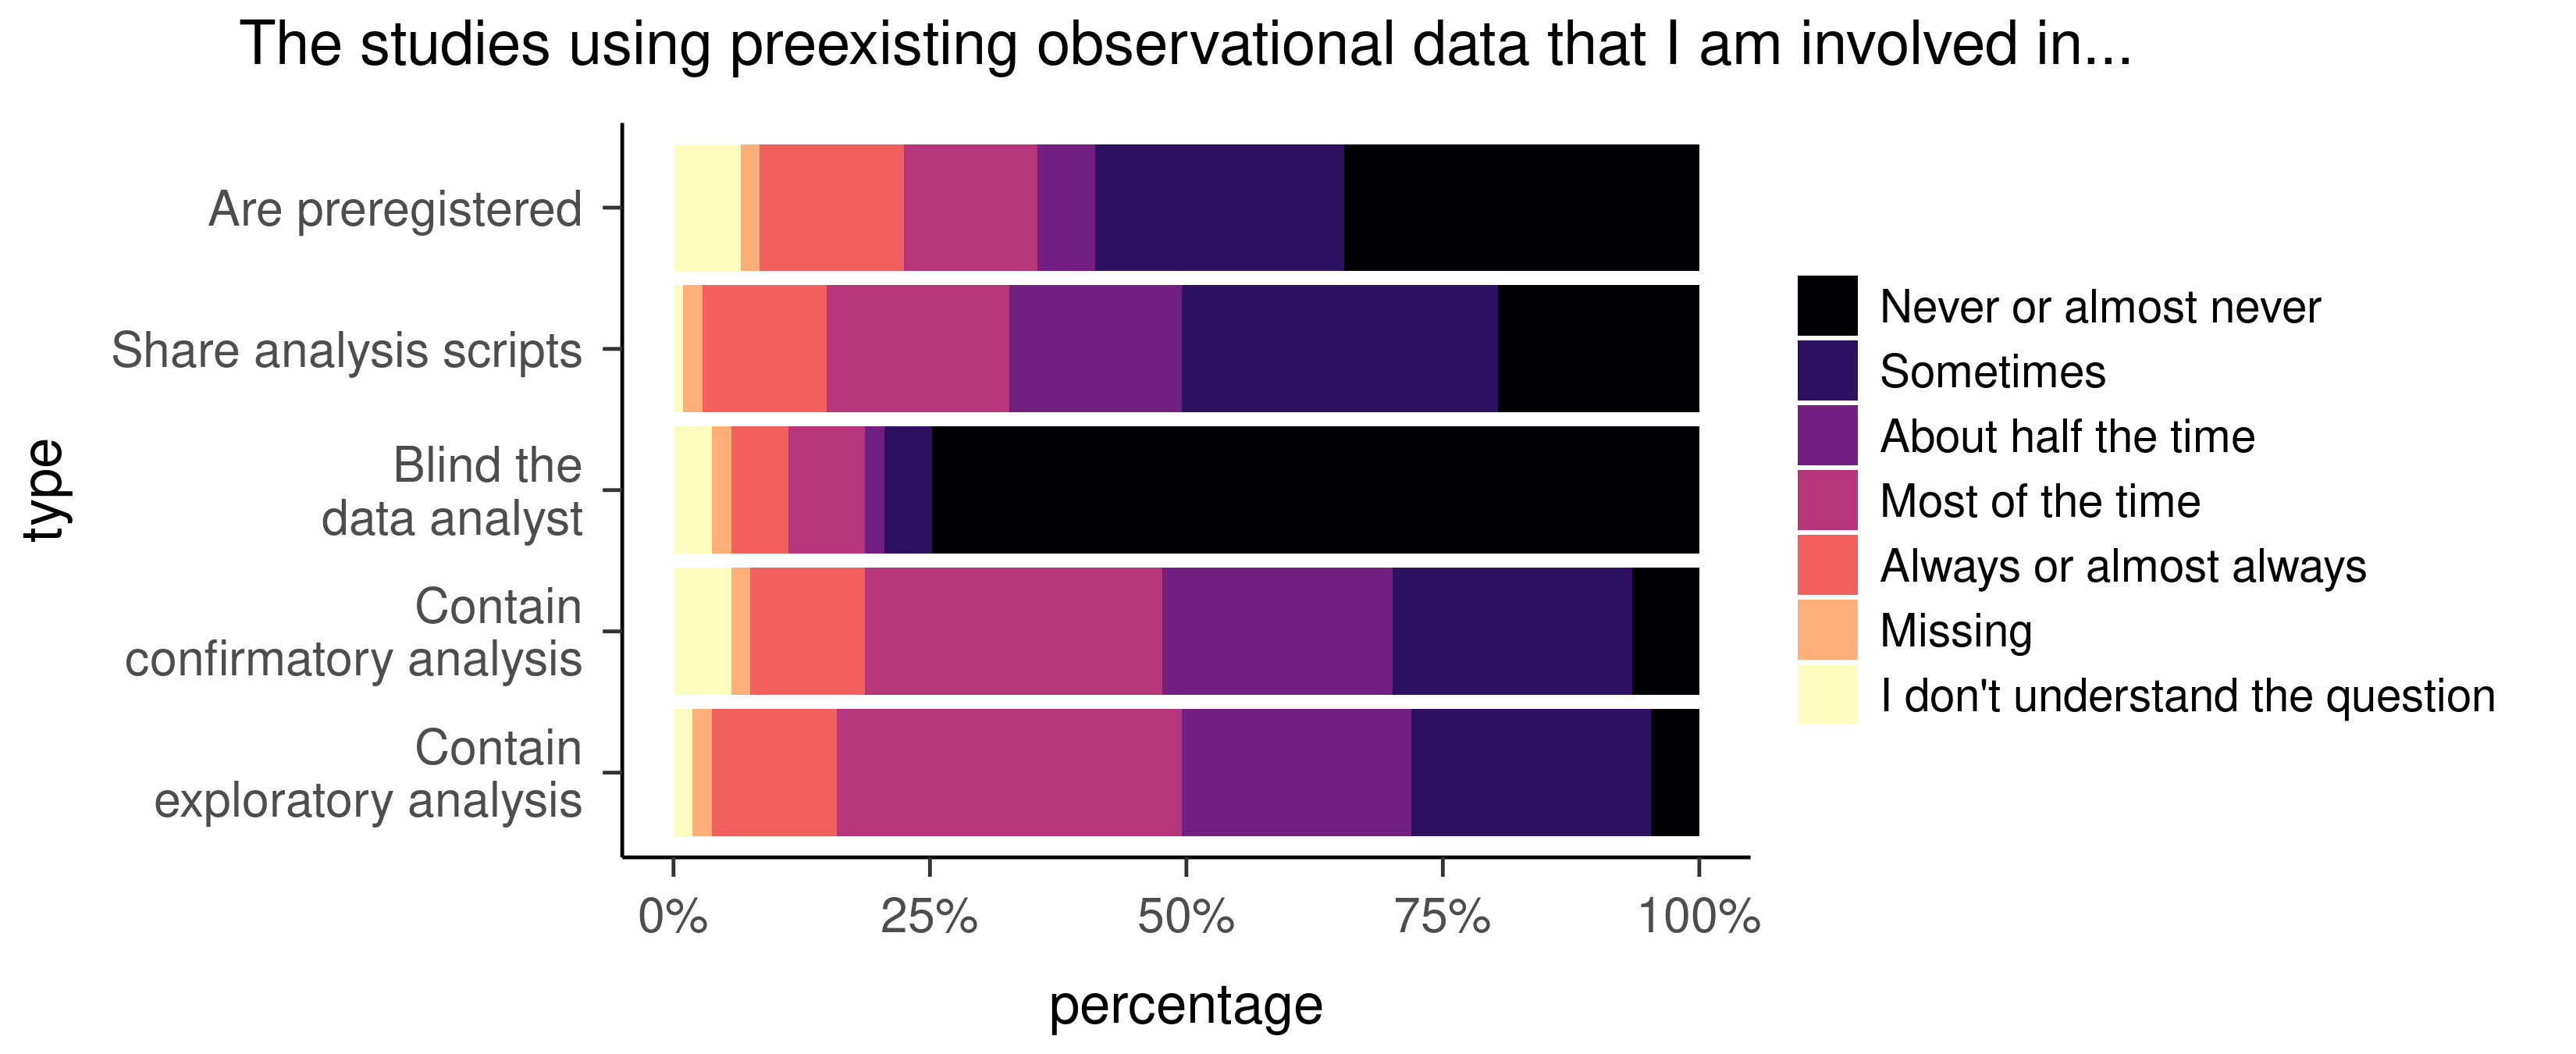 The studies using preexisting observational data that I am involved in...
type
Are preregistered
Share analysis scripts
Blind the
data analyst
Contain
confirmatory analysis
Contain
exploratory analysis
0%
25%
50%
75%
100%
percentage
Never or almost never
Sometimes
About half the time
Most of the time
Always or almost always
Missing
I don't understand the question